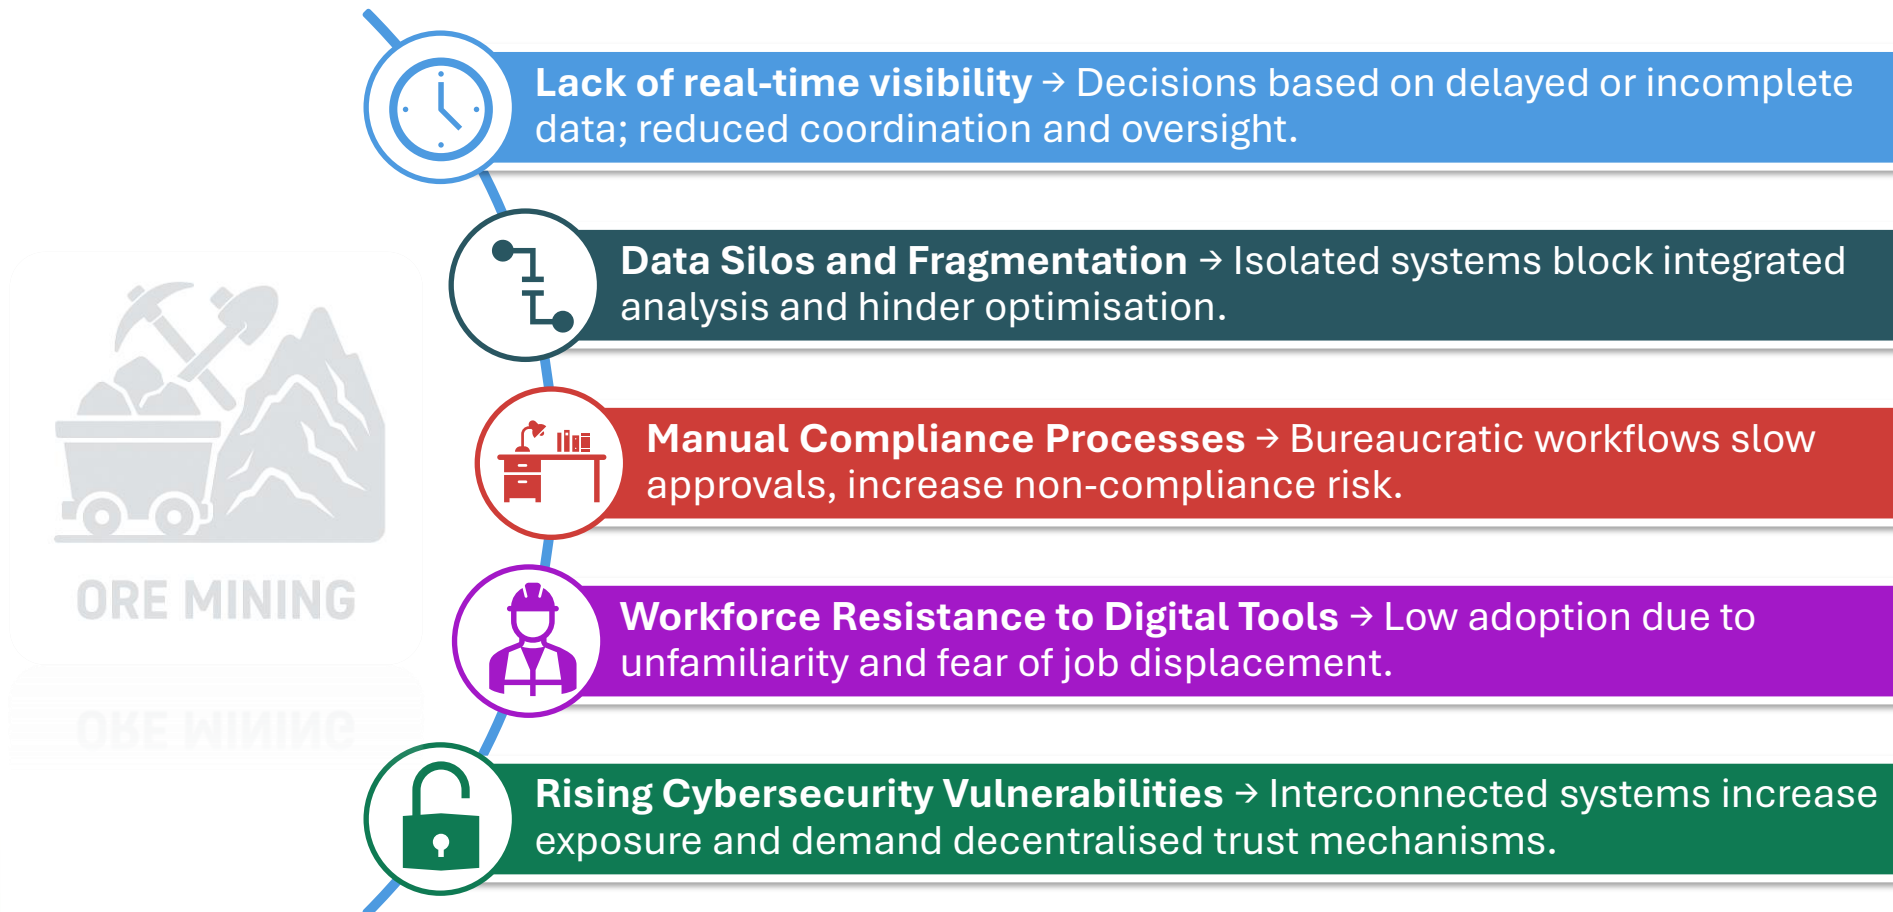 Lack of real-time visibility → Decisions based on delayed or incomplete
data; reduced coordination and oversight.
Data Silos and Fragmentation → Isolated systems block integrated
analysis and hinder optimisation.
Manual Compliance Processes → Bureaucratic workflows slow
approvals, increase non-compliance risk.
Workforce Resistance to Digital Tools → Low adoption due to
unfamiliarity and fear of job displacement.
Rising Cybersecurity Vulnerabilities → Interconnected systems increase
exposure and demand decentralised trust mechanisms.
ORE MINING